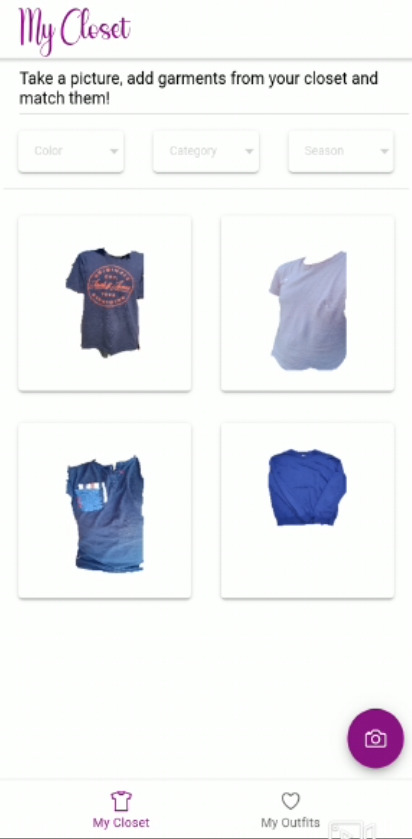 My Closet
Take a picture, add garments from your closet and
match them!
Color
Category
Season
ORIGINALS
My Closet
My Outfits